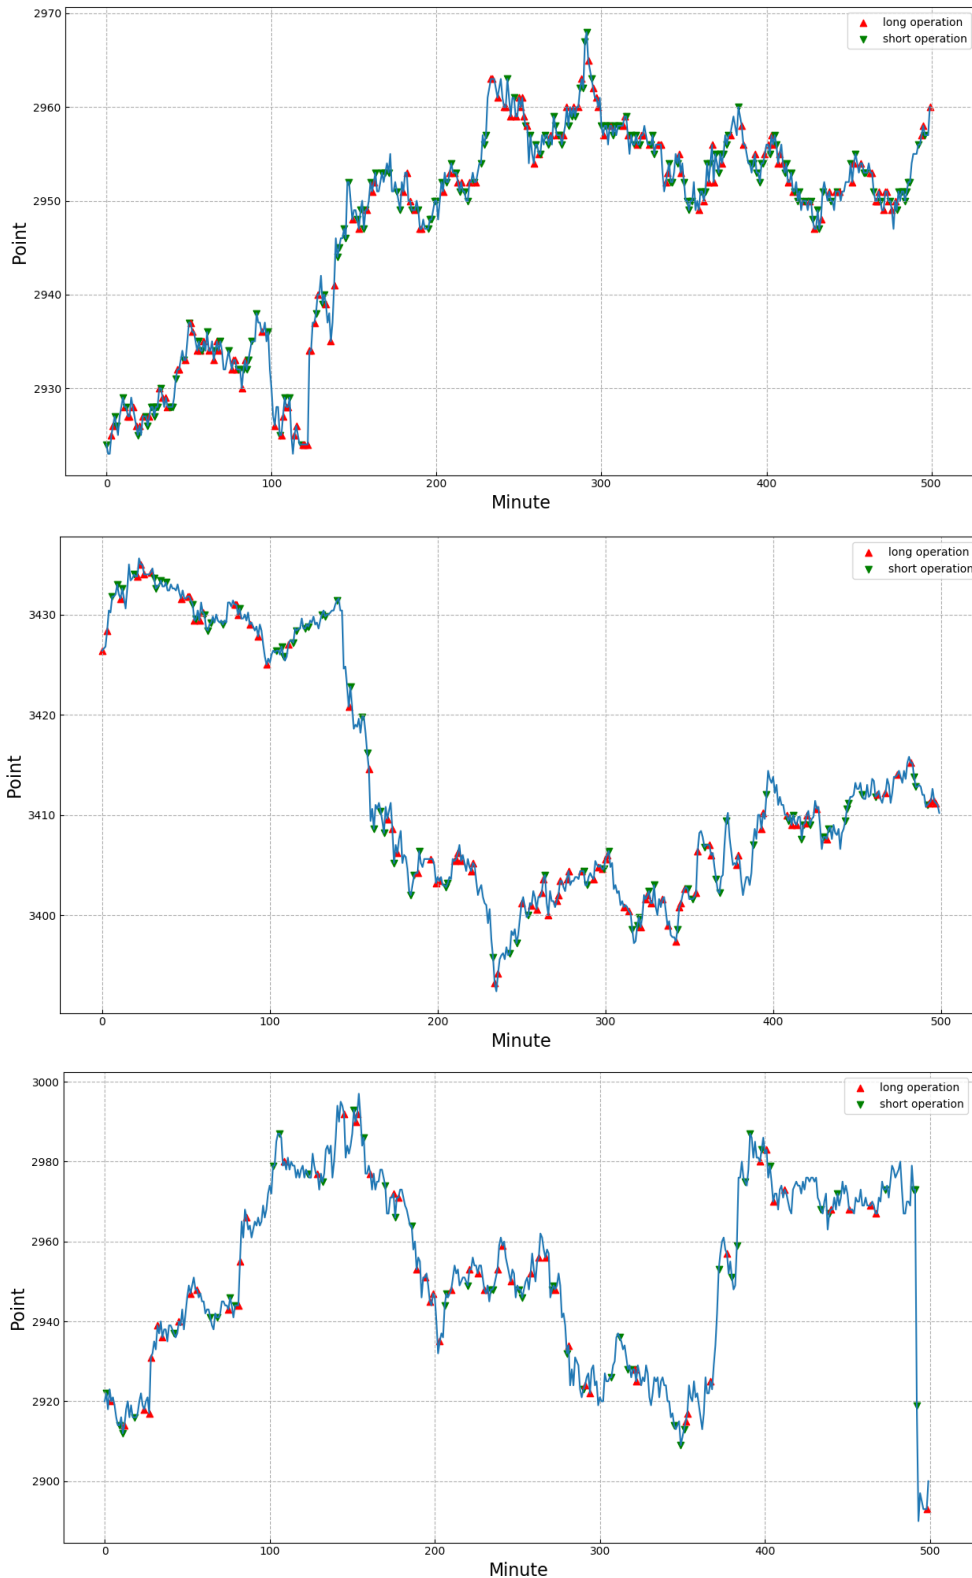 2970
2960
2950
2940
2930
Point
long operation
short operation
0 100 200 300 400 500
Minute
3430
3420
3410
3400
Point
long operation
short operation
0 100 200 300 400 500
Minute
3000
2980
2960
2940
2920
2900
Point
long operation
short operation
0 100 200 300 400 500
Minute